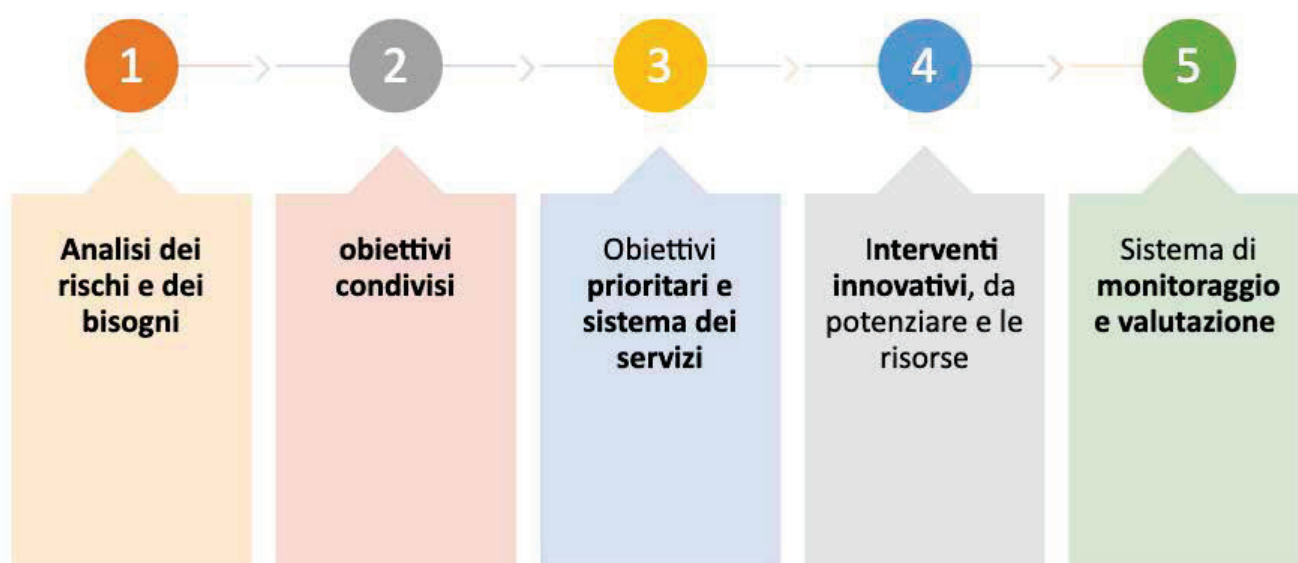 1
2
3
4
5
Analisi dei
rischi e dei
bisogni
obiettivi
condivisi
Obiettivi
prioritari e
sistema dei
servizi
Interventi
innovativi, da
potenziare e le
risorse
Sistema di
monitoraggio
e valutazione